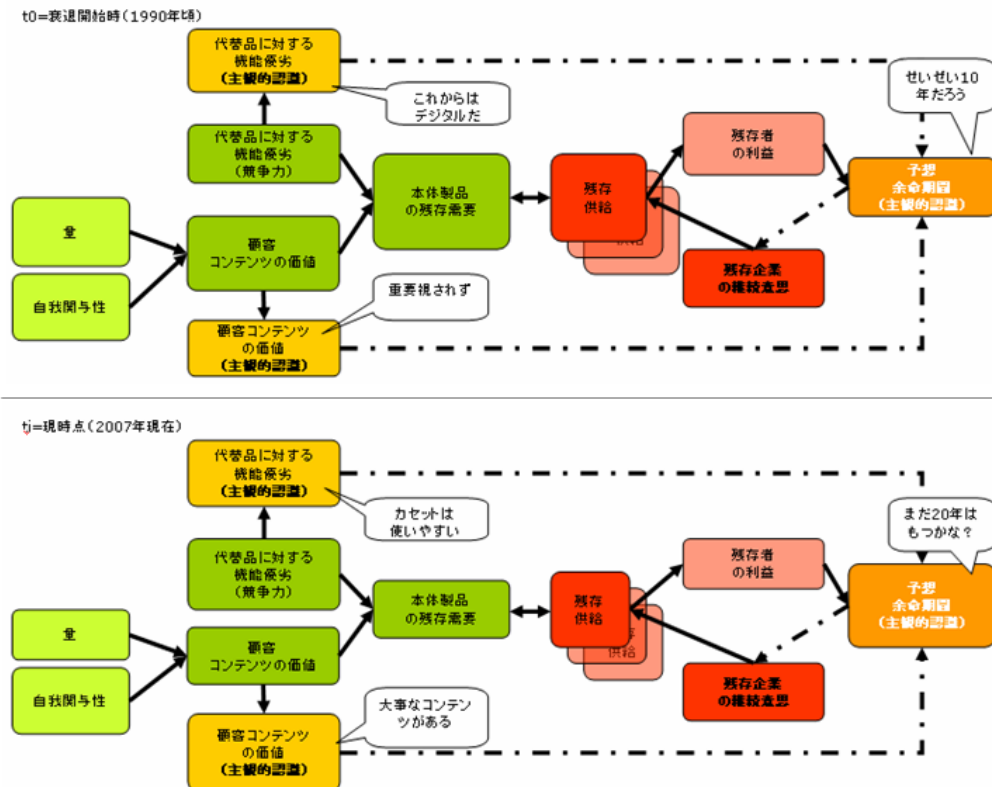 t0=衰退開始時(1990年頃)
代替品に対する
機能優劣
(主観的認識)
これからは
デジタルだ
せいぜい10
年だろう
代替品に対する
機能優劣
(競争力)
残存者
の利益
本体製品
の残存需要
残存
供給
供給
予想
余命期間
(主観的認識)
量
顧客
コンテンツの価値
自我関与性
残存企業
の継続意思
重要視されず
顧客コンテンツ
の価値
(主観的認識)
tj=現時点(2007年現在)
代替品に対する
機能優劣
(主観的認識)
カセットは
使いやすい
まだ20年は
もつかな?
代替品に対する
機能優劣
(競争力)
残存者
の利益
本体製品
の残存需要
残存
供給
供給
予想
余命期間
(主観的認識)
量
顧客
コンテンツの価値
自我関与性
残存企業
の継続意思
大事なコンテン
ツがある
顧客コンテンツ
の価値
(主観的認識)